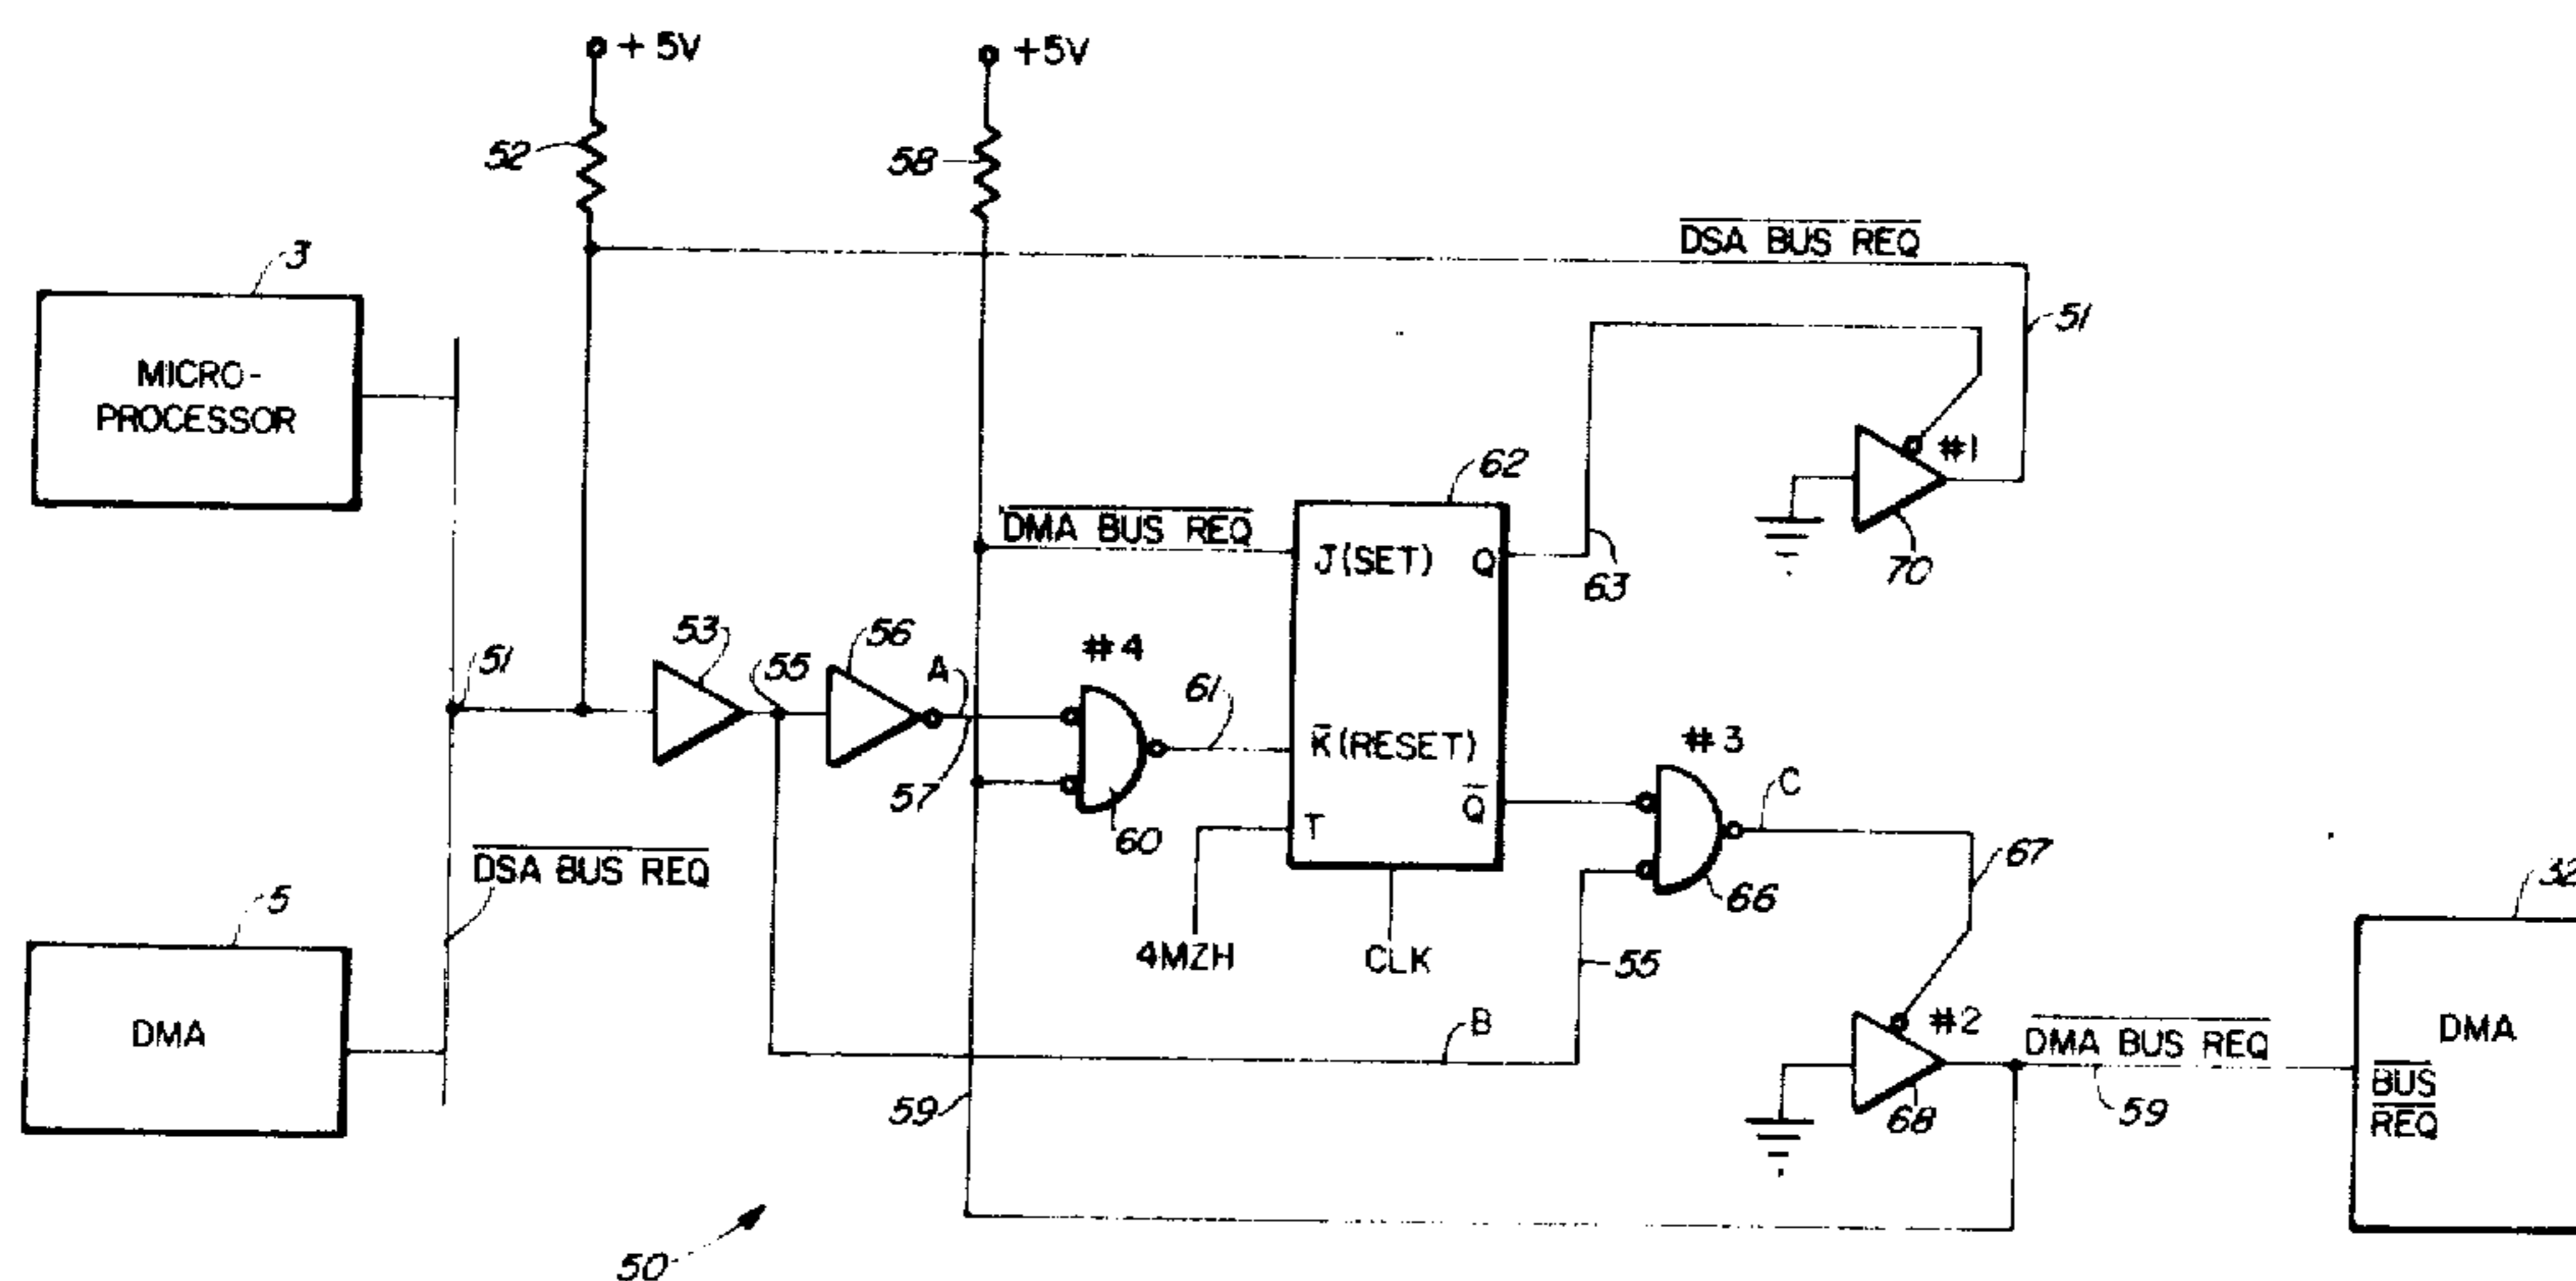 +5V
+5V
52
58
DSA BUS REQ
3
51
MICRO-
PROCESSOR
#1
62
DMA BUS REQ
J(SET)
Q
63
70
53
56
#4
51
55
A
61
K̅(RESET)
#3
57
60
T
Q̅
C
DSA BUS REQ
66
67
32
5
4MZH
CLK
55
DMA
B
#2
DMA BUS REQ
DMA
59
68
59
BUS
REQ
50